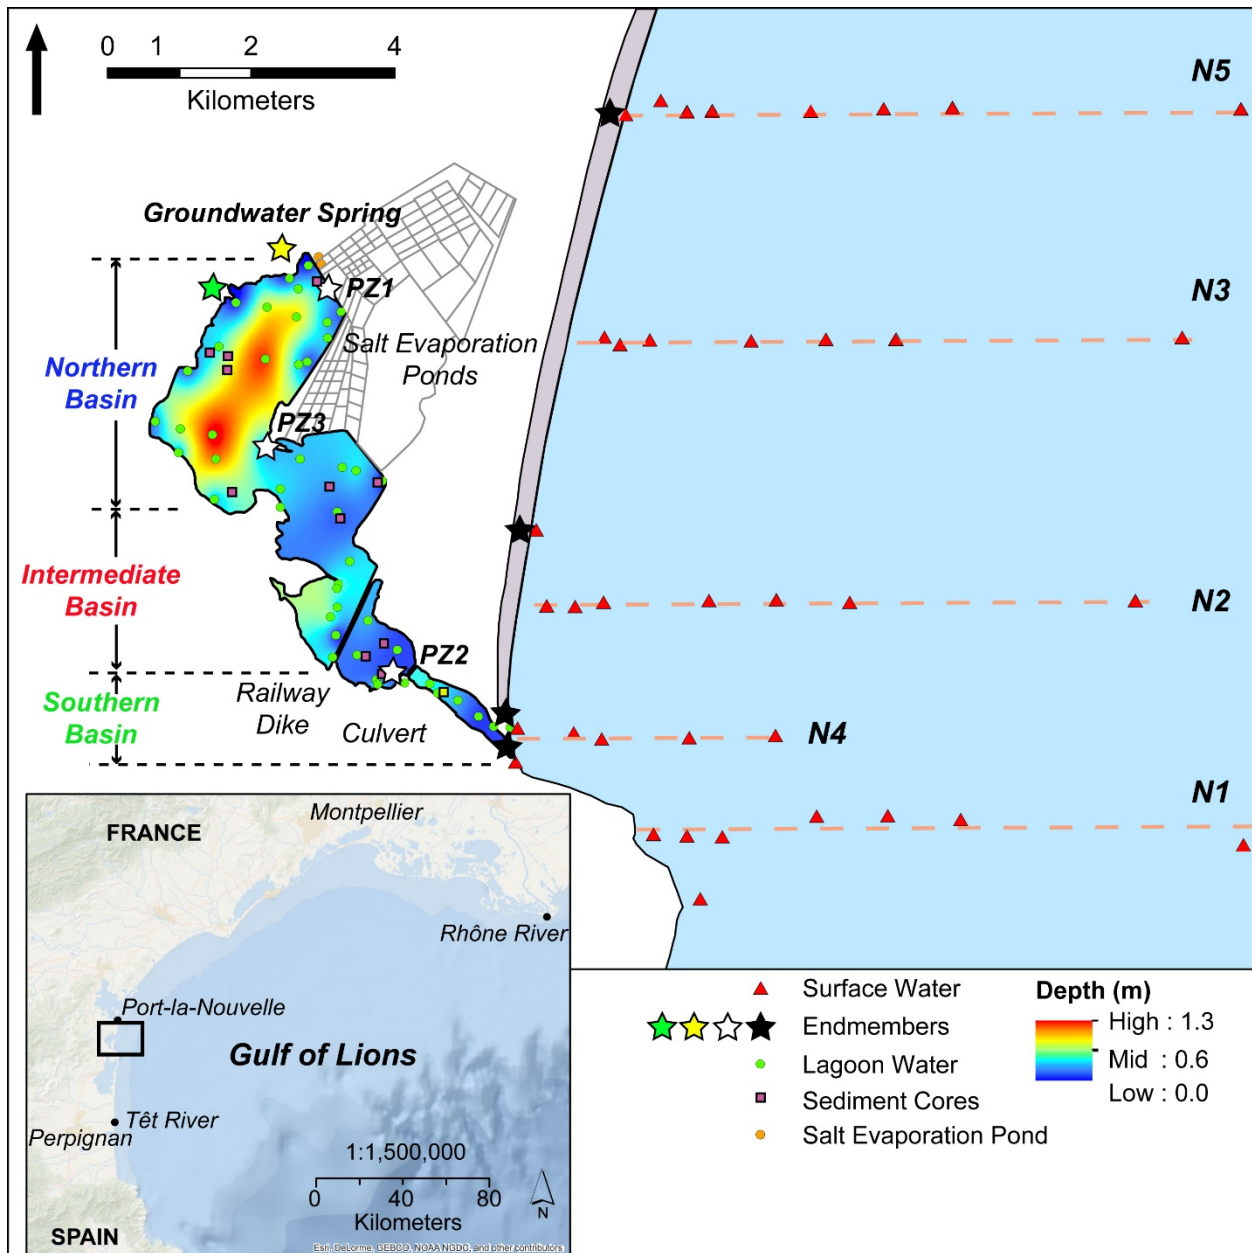 0 1 2 4
Kilometers
N5
Groundwater Spring
PZ1
N3
Salt Evaporation
Ponds
Northern
Basin
PZ3
Intermediate
Basin
N2
PZ2
Southern
Basin
Railway
Dike
Culvert
N4
N1
Montpellier
FRANCE
Rhône River
Port-la-Nouvelle
Gulf of Lions
Têt River
Perpignan
1:1,500,000
0 40 80
Kilometers
N
SPAIN
Esri, DeLorme, GEBCO, NOAA NGDC, and other contributors
Surface Water
Endmembers
Lagoon Water
Sediment Cores
Salt Evaporation Pond
Depth (m)
High : 1.3
Mid : 0.6
Low : 0.0